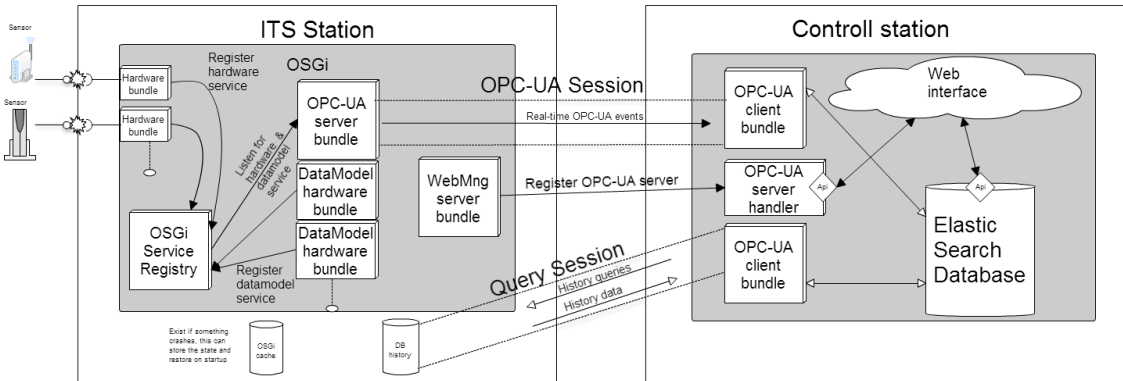 ITS Station
Controll station
Sensor
Sensor
Hardware
bundle
Hardware
bundle
Register
hardware
service
OSGi
OPC-UA
server
bundle
Listen for
hardware &
datamodel
service
DataModel
hardware
bundle
DataModel
hardware
bundle
OSGi
Service
Registry
Register
datamodel
service
WebMng
server
bundle
OPC-UA Session
Real-time OPC-UA events
Register OPC-UA server
Query Session
History queries
History data
OPC-UA
client
bundle
OPC-UA
server
handler
Api
OPC-UA
client
bundle
Web
interface
Api
Elastic
Search
Database
Exist if something
crashes, this can
store the state and
restore on startup
OSGi
cache
DB
history